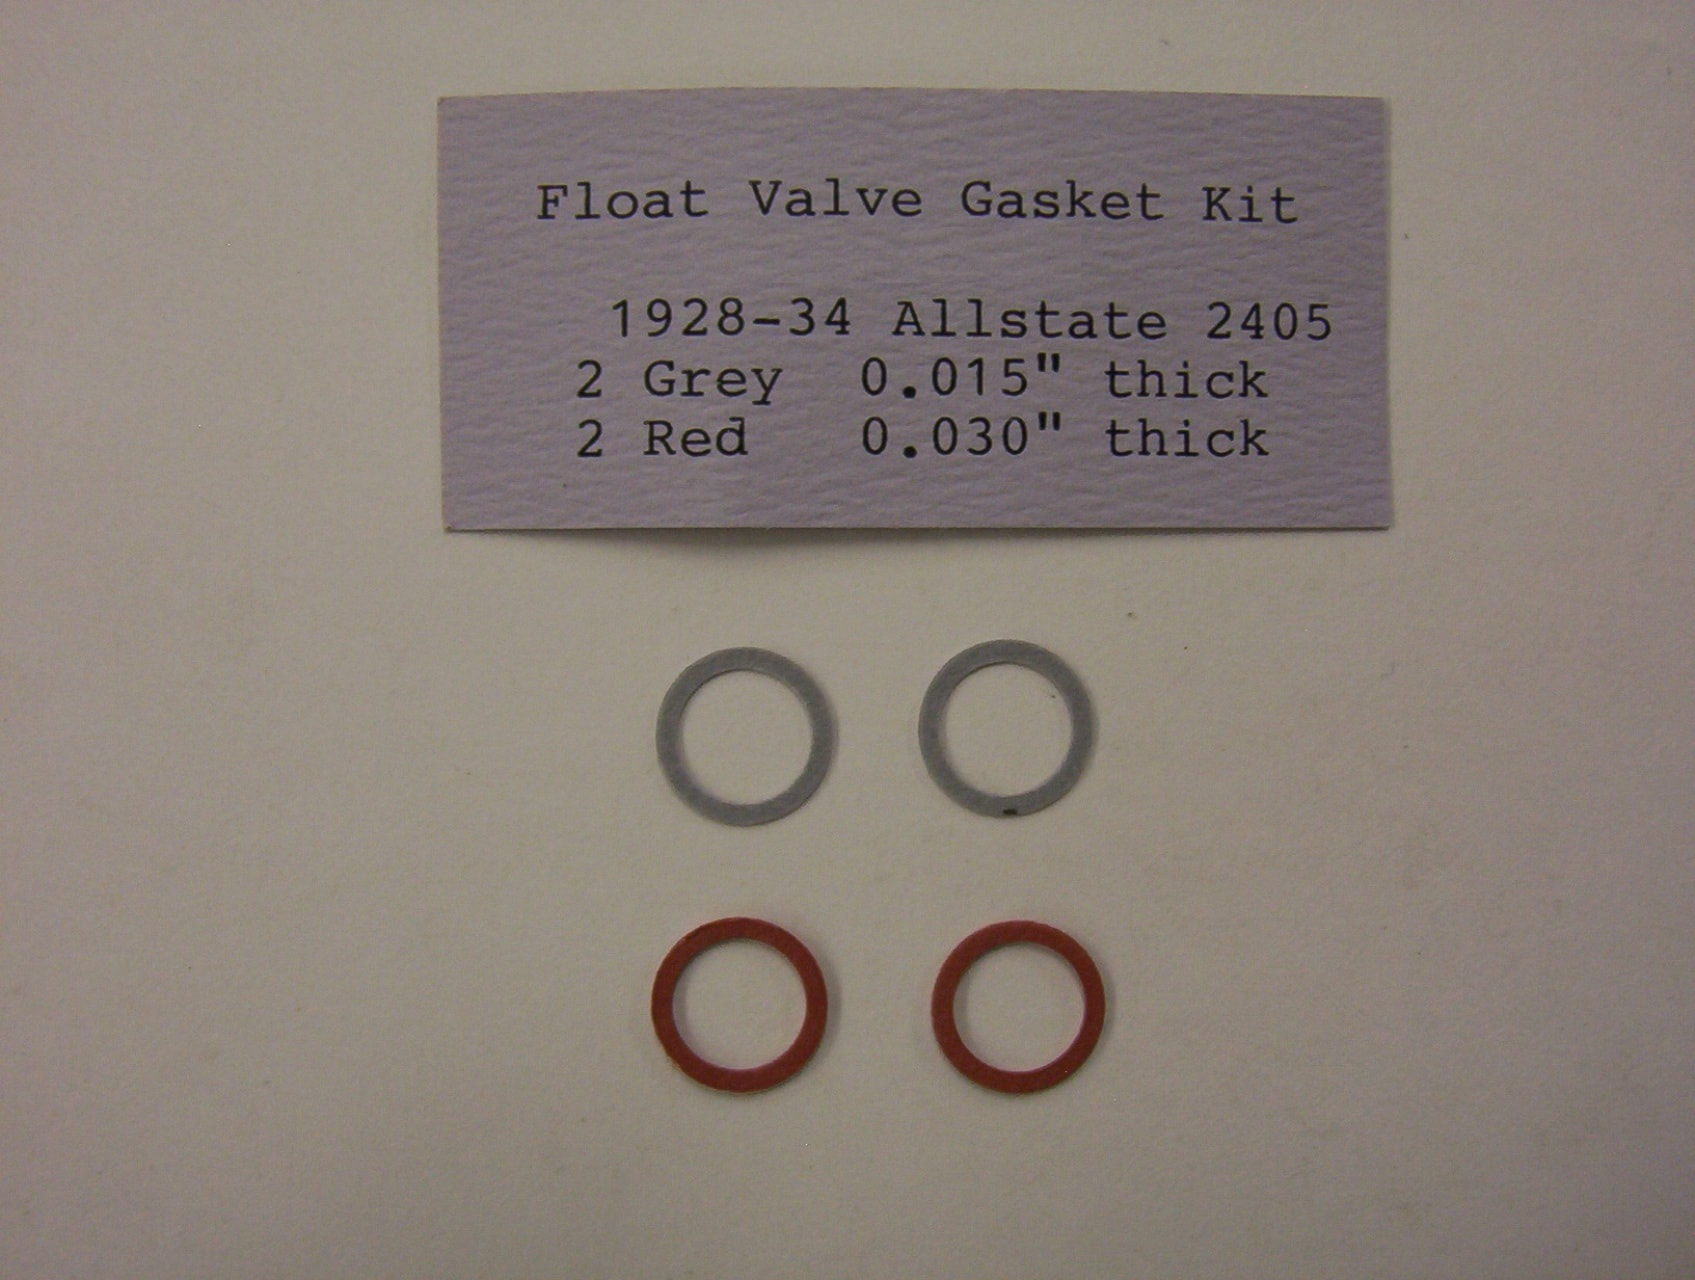 Float Valve Gasket Kit
1928-34 Allstate 2405
2 Grey 0.015" thick
2 Red 0.030" thick